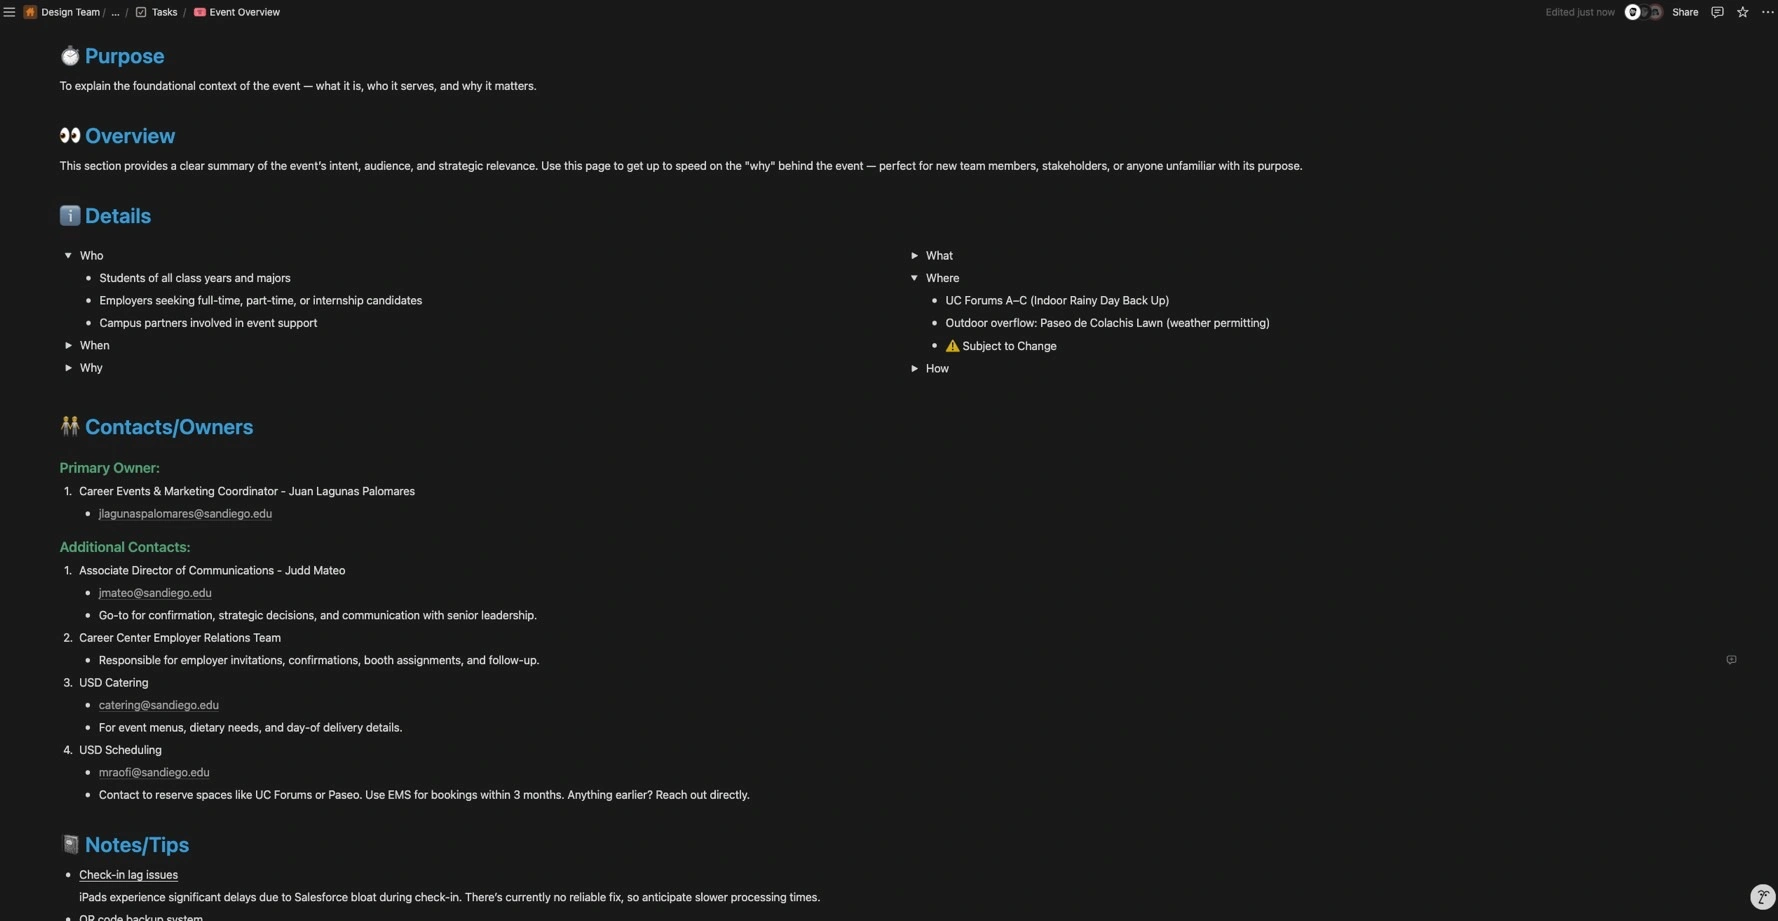 Design Team / ... / Tasks / Event Overview
Edited just now
Share
Purpose
To explain the foundational context of the event — what it is, who it serves, and why it matters.
Overview
This section provides a clear summary of the event's intent, audience, and strategic relevance. Use this page to get up to speed on the "why" behind the event — perfect for new team members, stakeholders, or anyone unfamiliar with its purpose.
Details
Who
Students of all class years and majors
Employers seeking full-time, part-time, or internship candidates
Campus partners involved in event support
When
Why
What
Where
UC Forums A–C (Indoor Rainy Day Back Up)
Outdoor overflow: Paseo de Colachis Lawn (weather permitting)
⚠️ Subject to Change
How
Contacts/Owners
Primary Owner:
1. Career Events & Marketing Coordinator - Juan Lagunas Palomares
jlagunaspalomares@sandiego.edu
Additional Contacts:
1. Associate Director of Communications - Judd Mateo
jmateo@sandiego.edu
Go-to for confirmation, strategic decisions, and communication with senior leadership.
2. Career Center Employer Relations Team
Responsible for employer invitations, confirmations, booth assignments, and follow-up.
3. USD Catering
catering@sandiego.edu
For event menus, dietary needs, and day-of delivery details.
4. USD Scheduling
mraofi@sandiego.edu
Contact to reserve spaces like UC Forums or Paseo. Use EMS for bookings within 3 months. Anything earlier? Reach out directly.
Notes/Tips
Check-in lag issues
iPads experience significant delays due to Salesforce bloat during check-in. There's currently no reliable fix, so anticipate slower processing times.
QR code backup system